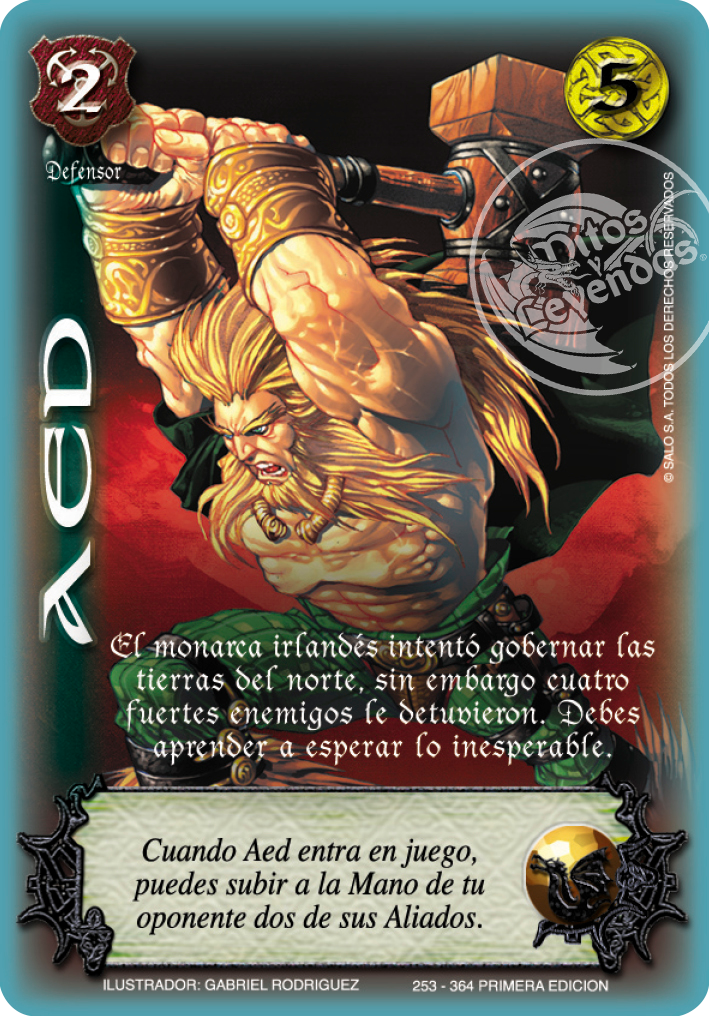 2
5
Defensor
Mitos
y
Leyendas
®
© SALO S.A. TODOS LOS DERECHOS RESERVADOS
AED
El monarca irlandés intentó gobernar las
tierras del norte, sin embargo cuatro
fuertes enemigos le detuvieron. Debes
aprender a esperar lo inesperable.
Cuando Aed entra en juego,
puedes subir a la Mano de tu
oponente dos de sus Aliados.
ILUSTRADOR: GABRIEL RODRIGUEZ
253 - 364 PRIMERA EDICION